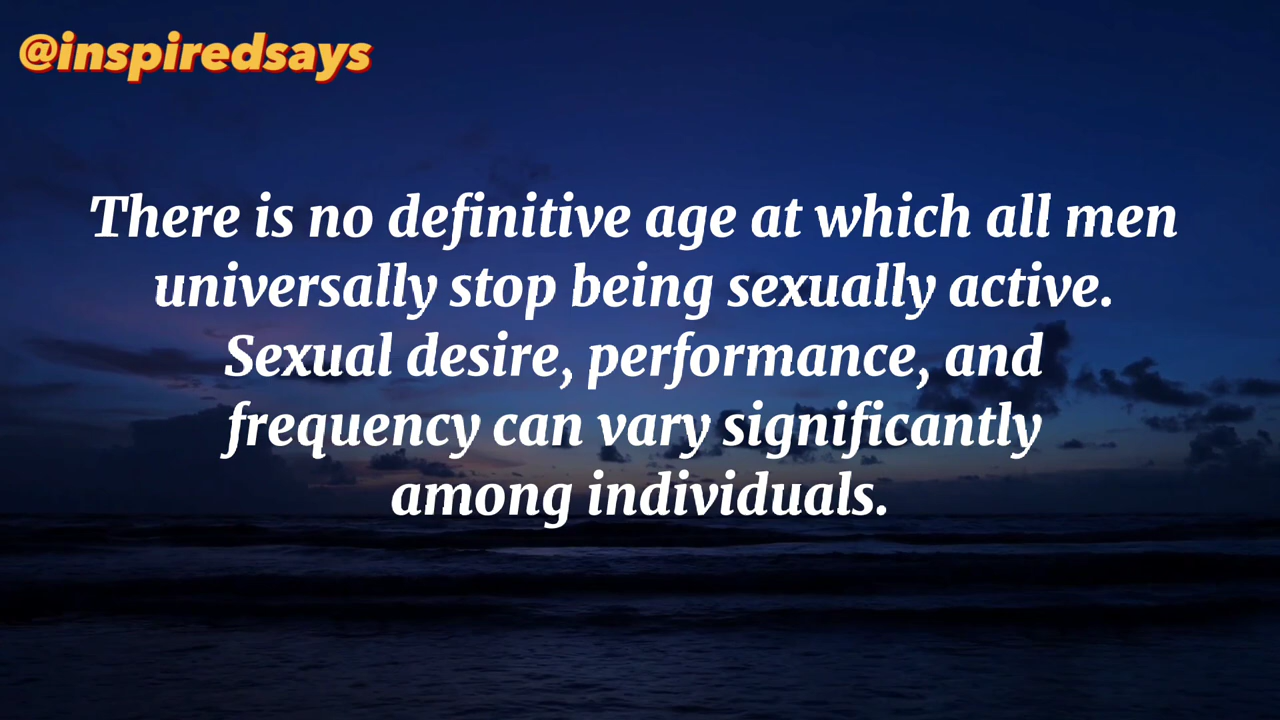 @inspiredsays
There is no definitive age at which all men
universally stop being sexually active.
Sexual desire, performance, and
frequency can vary significantly
among individuals.